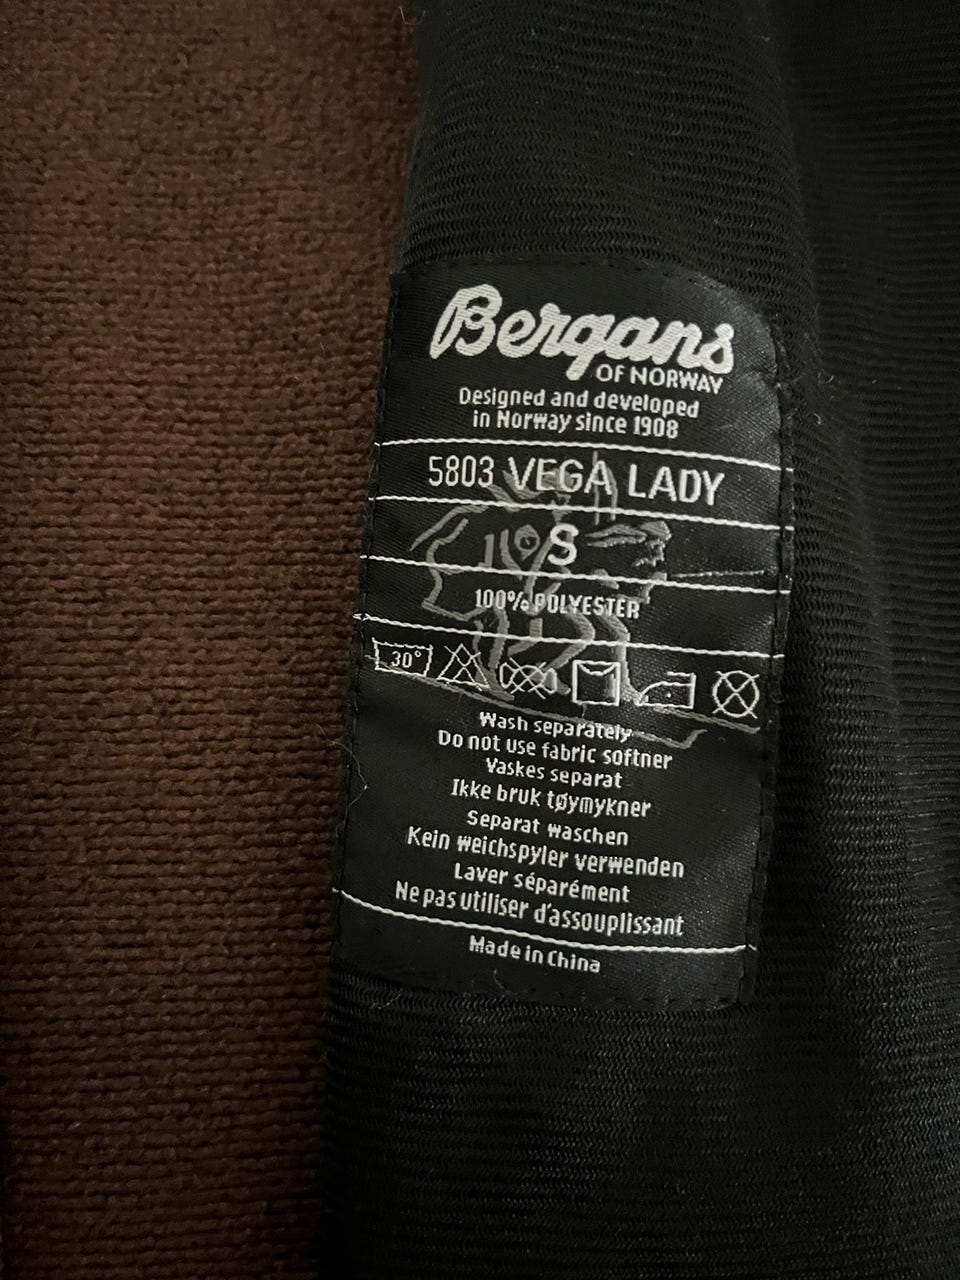 Bergans
OF NORWAY
Designed and developed
in Norway since 1908
5803 VEGA LADY
S
100% POLYESTER
30°
Wash separately
Do not use fabric softner
Vaskes separat
Ikke bruk tøymykner
Separat waschen
Kein weichspyler verwenden
Laver séparément
Ne pas utiliser d'assouplissant
Made in China